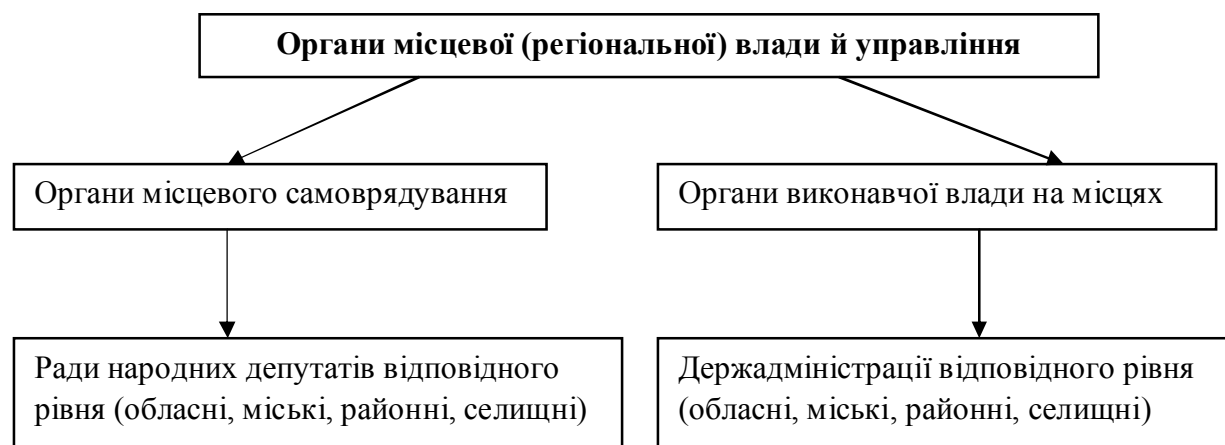 Органи місцевої (регіональної) влади й управління
Органи місцевого самоврядування
Органи виконавчої влади на місцях
Ради народних депутатів відповідного
рівня (обласні, міські, районні, селищні)
Держадміністрації відповідного рівня
(обласні, міські, районні, селищні)